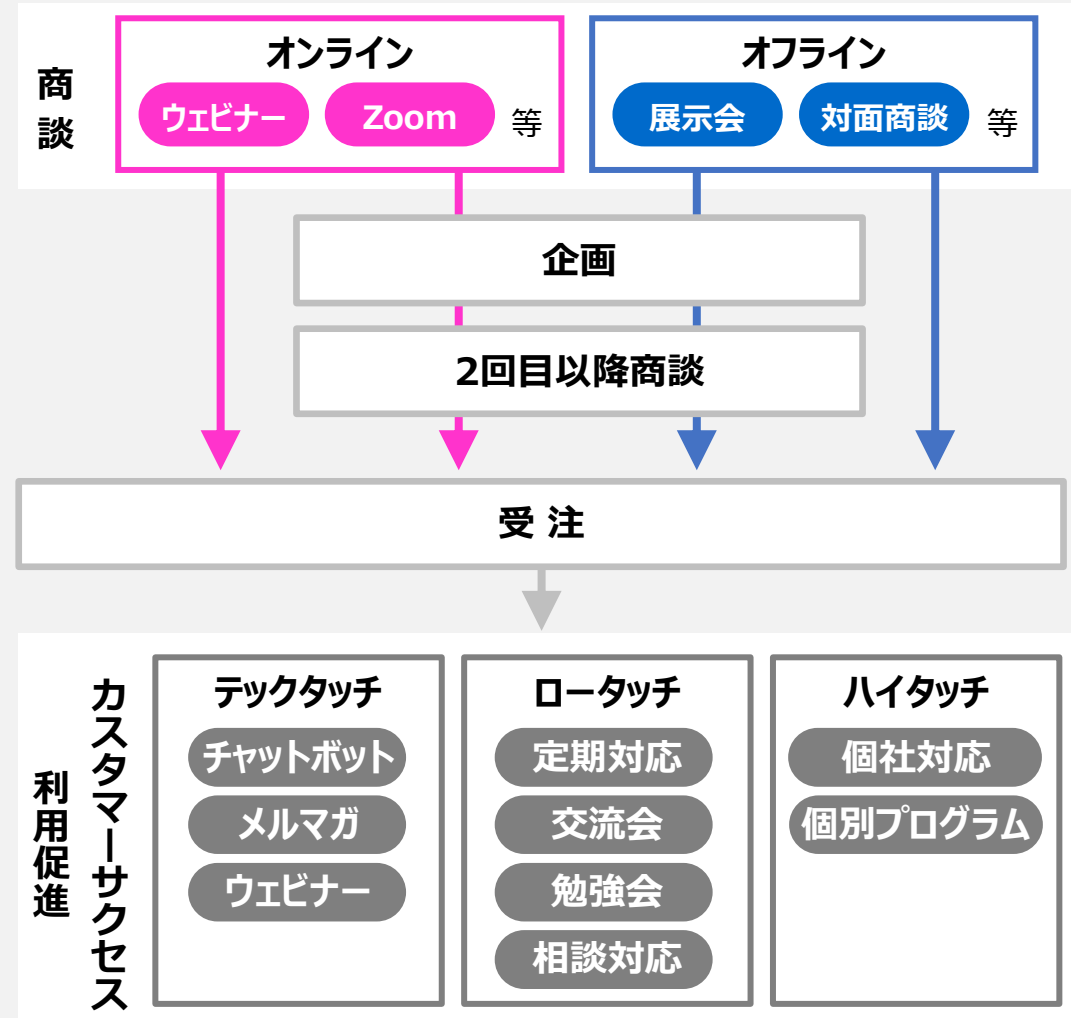 商談
オンライン
ウェビナー
Zoom
等
オフライン
展示会
対面商談
等
企画
2回目以降商談
受 注
カスタマーサクセス
利用促進
テックタッチ
チャットボット
メルマガ
ウェビナー
ロータッチ
定期対応
交流会
勉強会
相談対応
ハイタッチ
個社対応
個別プログラム